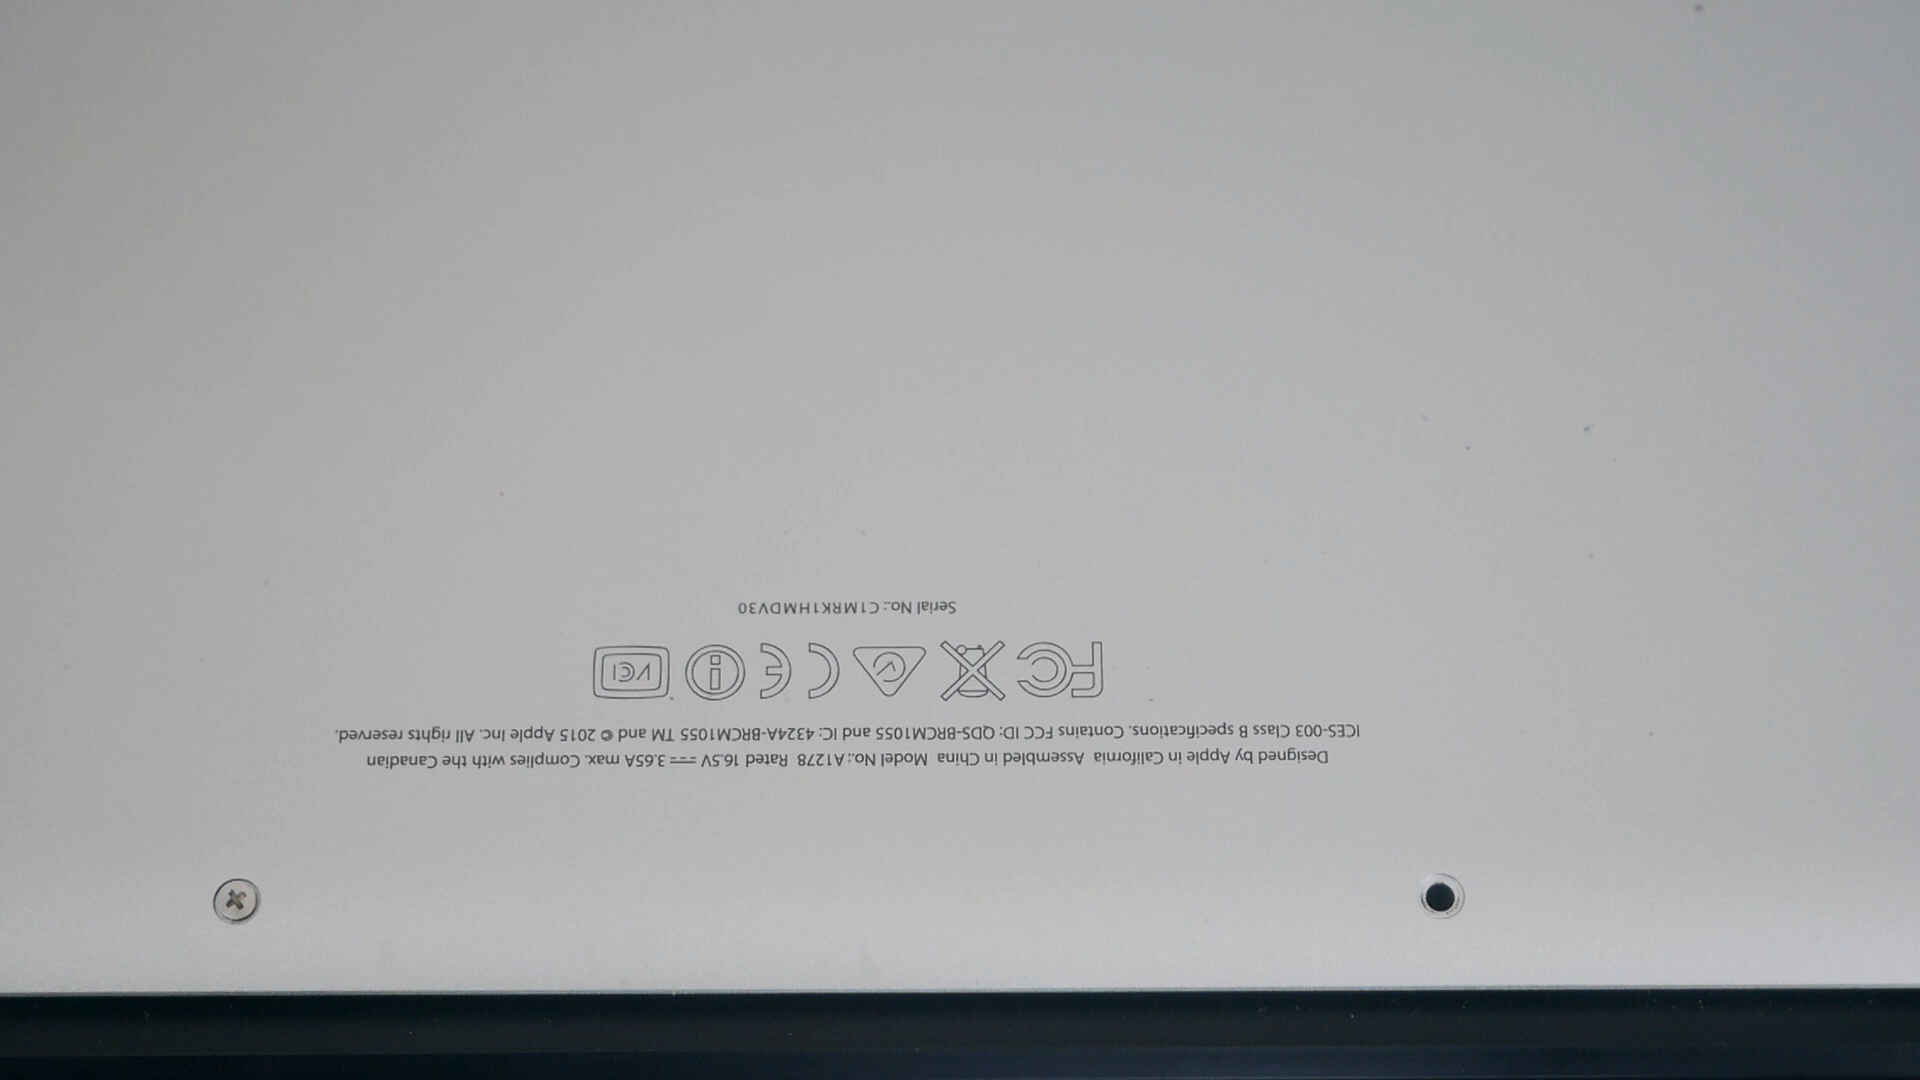 Designed by Apple in California Assembled in China Model No.: A1278 Rated 16.5V ⎓ 3.65A max. Complies with the Canadian
ICES-003 Class B specifications. Contains FCC ID: QDS-BRCM1055 and IC: 4324A-BRCM1055 TM and © 2015 Apple Inc. All rights reserved.
FC CE VCI
Serial No.: C1MRK1HMDV30